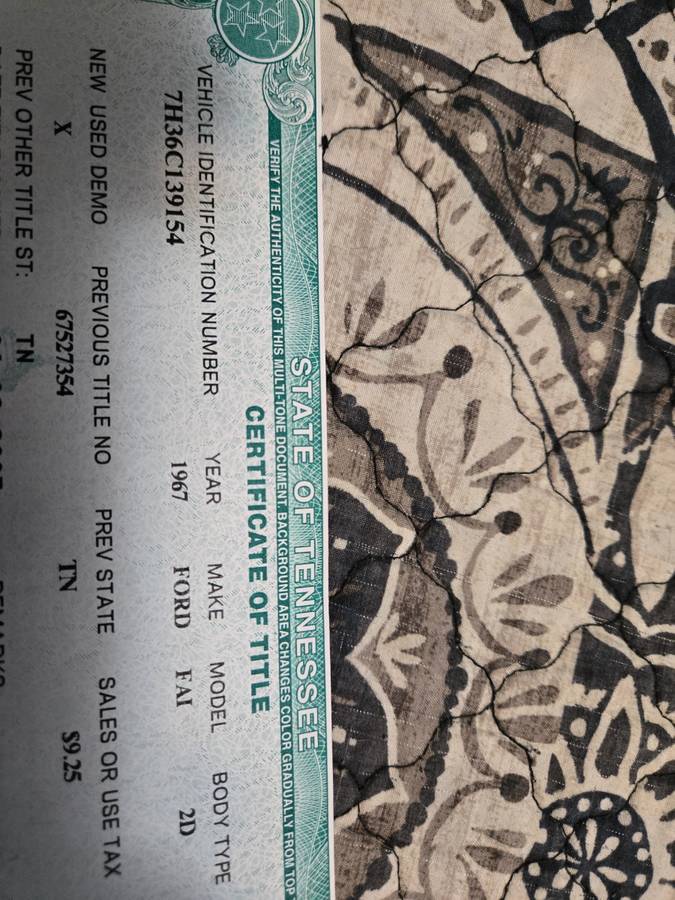 STATE OF TENNESSEE
VERIFY THE AUTHENTICITY OF THIS MULTI-TONE DOCUMENT. BACKGROUND AREA CHANGES COLOR GRADUALLY FROM TOP
CERTIFICATE OF TITLE
VEHICLE IDENTIFICATION NUMBER YEAR MAKE MODEL BODY TYPE
7H36C139154 1967 FORD FAI 2D
NEW USED DEMO PREVIOUS TITLE NO PREV STATE SALES OR USE TAX
X 67527354 TN $9.25
PREV OTHER TITLE ST: TN
REMARKS